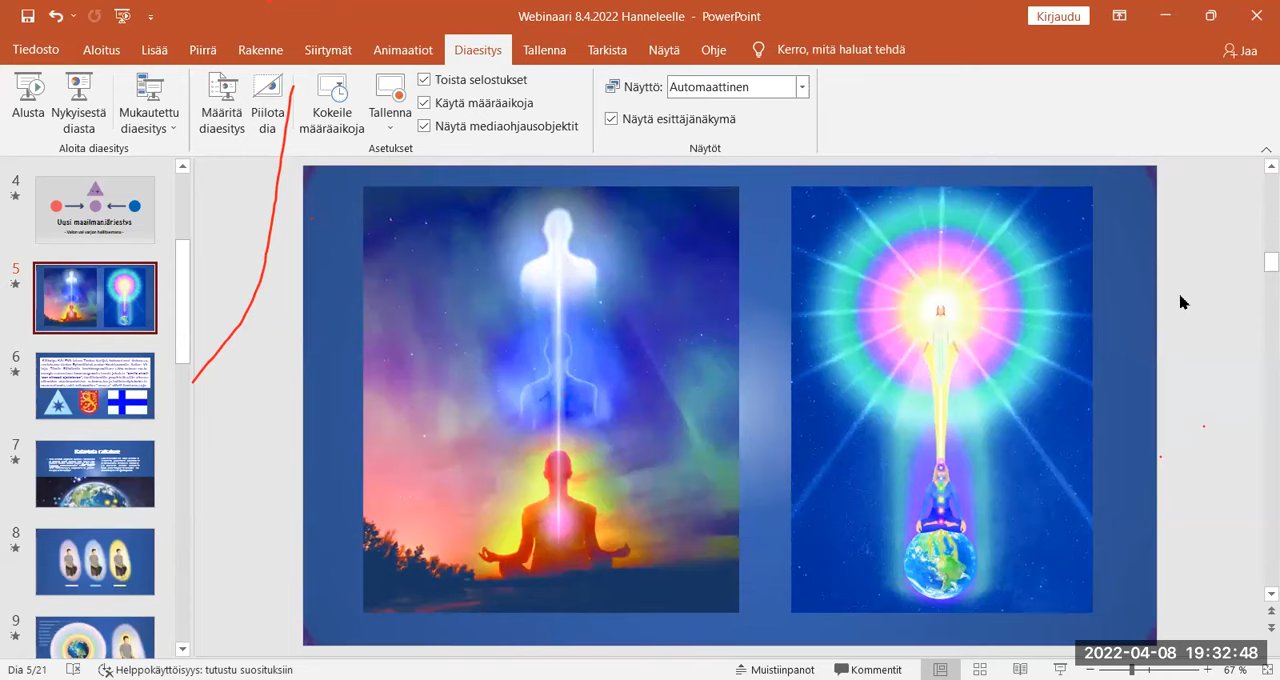 Webinaari 8.4.2022 Hanneleelle - PowerPoint
Kirjaudu
Tiedosto Aloitus Lisää Piirrä Rakenne Siirtymät Animaatiot Diaesitys Tallenna Tarkista Näytä Ohje Kerro, mitä haluat tehdä Jaa
Alusta
Nykyisestä
diasta
Mukautettu
diaesitys
Aloita diaesitys
Määritä
diaesitys
Piilota
dia
Kokeile
määräaikoja
Tallenna
Toista selostukset
Käytä määräaikoja
Näytä mediaohjausobjektit
Asetukset
Näyttö: Automaattinen
Näytä esittäjänäkymä
Näytöt
4
Uusi maailmanjärjestys
5
6
7
8
9
2022-04-08 19:32:48
Dia 5/21 Helppokäyttöisyys: tutustu suosituksiin Muistiinpanot Kommentit 67 %